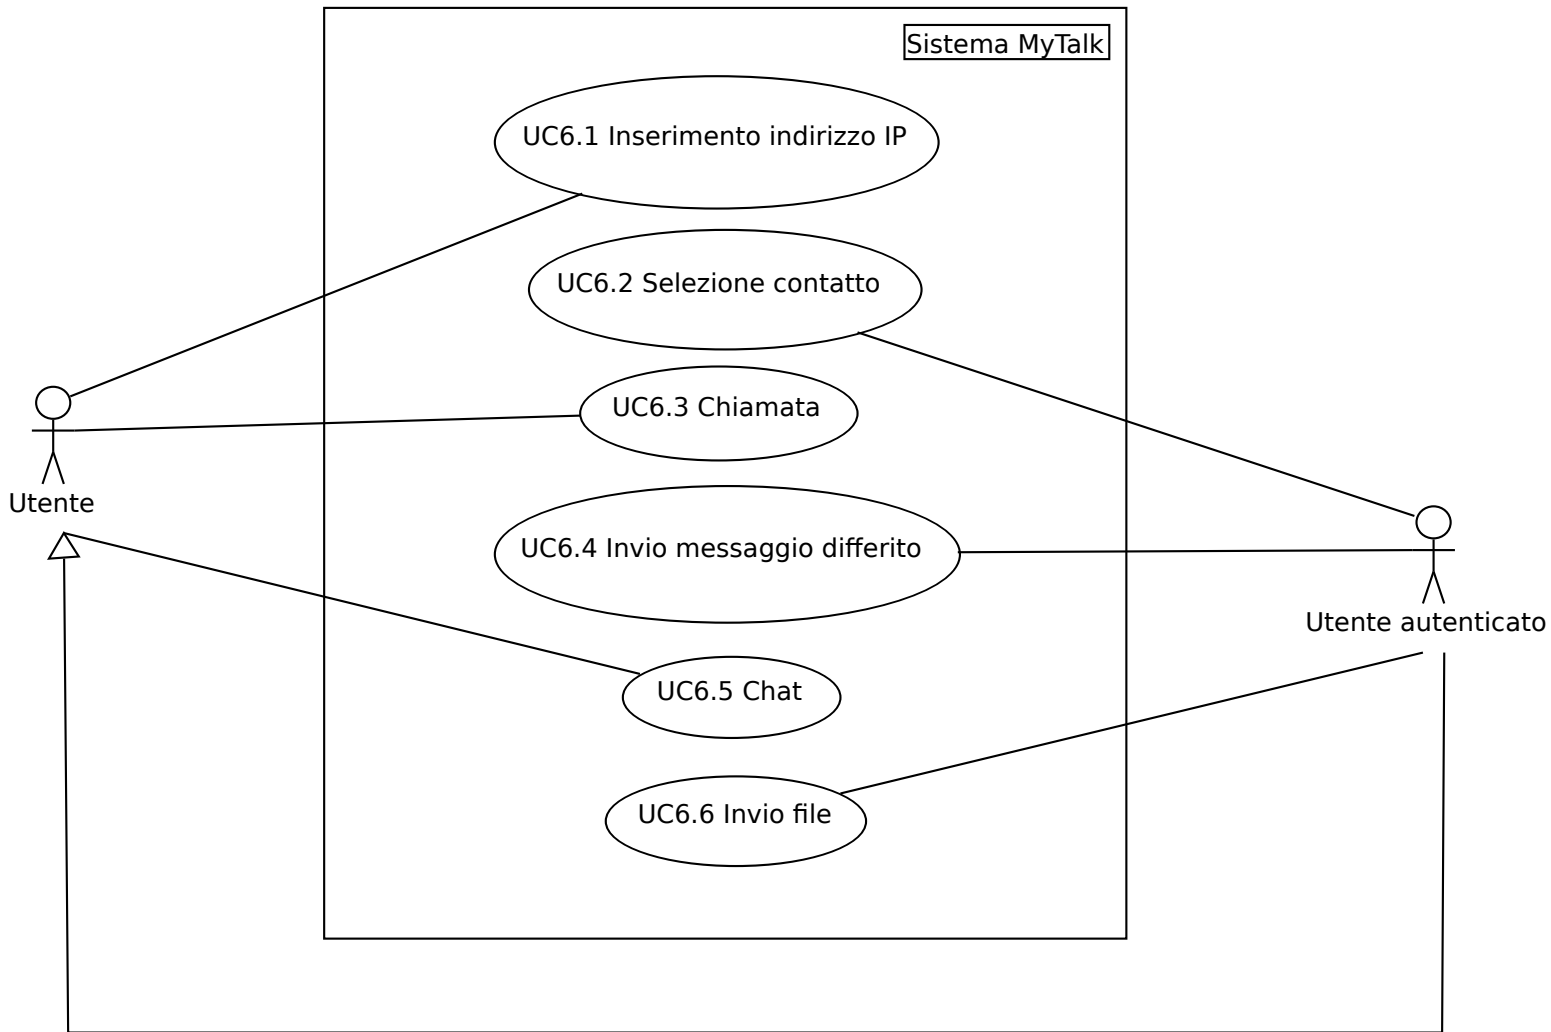 Sistema MyTalk
UC6.1 Inserimento indirizzo IP
UC6.2 Selezione contatto
UC6.3 Chiamata
Utente
UC6.4 Invio messaggio differito
Utente autenticato
UC6.5 Chat
UC6.6 Invio file